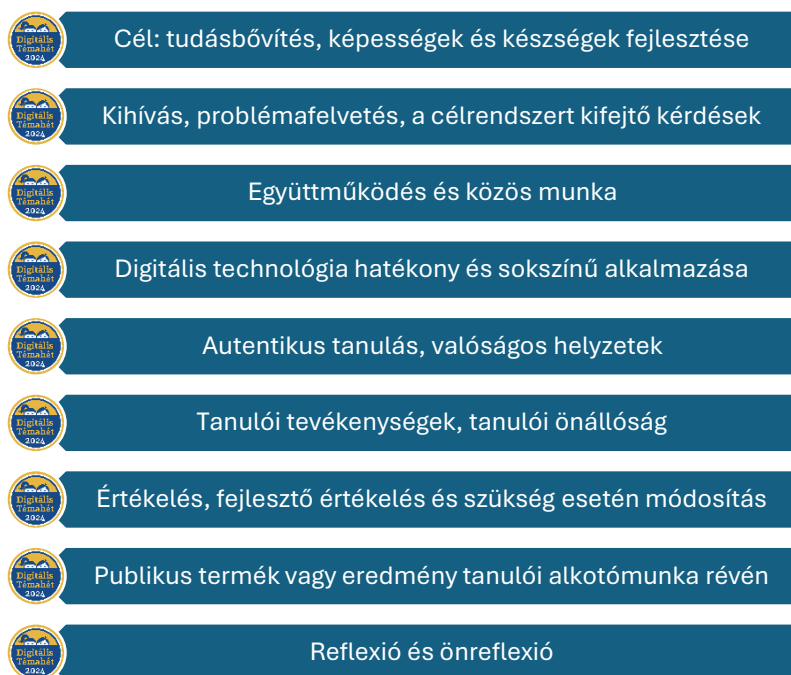 Digitális
Témahét
2024
Cél: tudásbővítés, képességek és készségek fejlesztése
Digitális
Témahét
2024
Kihívás, problémafelvetés, a célrendszert kifejtő kérdések
Digitális
Témahét
2024
Együttműködés és közös munka
Digitális
Témahét
2024
Digitális technológia hatékony és sokszínű alkalmazása
Digitális
Témahét
2024
Autentikus tanulás, valóságos helyzetek
Digitális
Témahét
2024
Tanulói tevékenységek, tanulói önállóság
Digitális
Témahét
2024
Értékelés, fejlesztő értékelés és szükség esetén módosítás
Digitális
Témahét
2024
Publikus termék vagy eredmény tanulói alkotómunka révén
Digitális
Témahét
2024
Reflexió és önreflexió